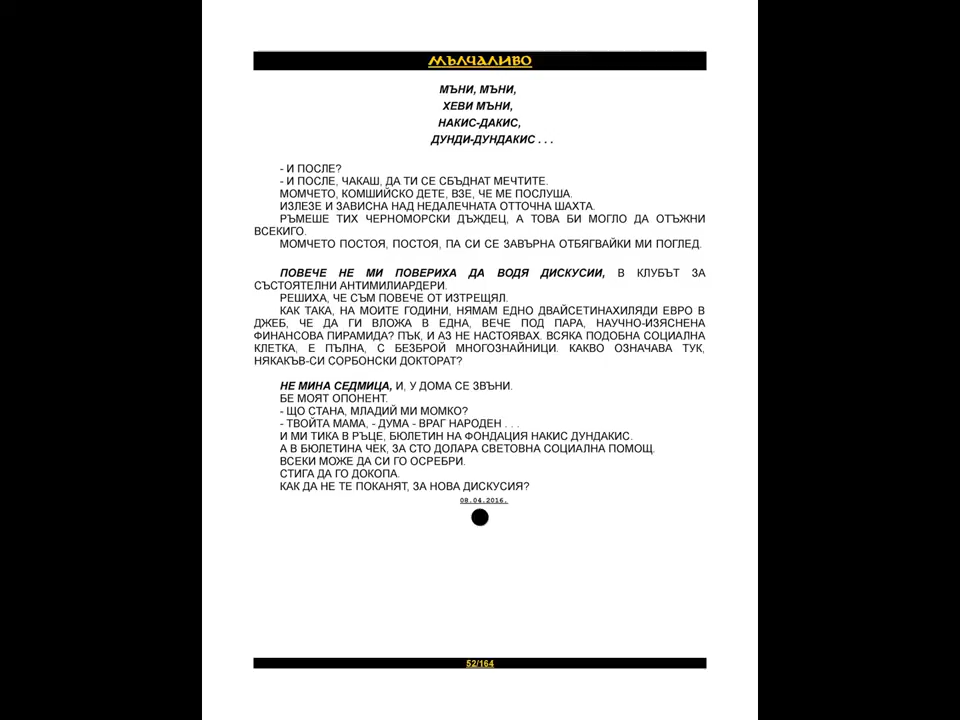 МЪЛЧАЛИВО
МЪНИ, МЪНИ,
ХЕВИ МЪНИ,
НАКИС-ДАКИС,
ДУНДИ-ДУНДАКИС . . .
- И ПОСЛЕ?
- И ПОСЛЕ, ЧАКАШ, ДА ТИ СЕ СБЪДНАТ МЕЧТИТЕ.
МОМЧЕТО, КОМШИЙСКО ДЕТЕ, ВЗЕ, ЧЕ МЕ ПОСЛУША.
ИЗЛЕЗЕ И ЗАВИСНА НАД НЕДАЛЕЧНАТА ОТТОЧНА ШАХТА.
РЪМЕШЕ ТИХ ЧЕРНОМОРСКИ ДЪЖДЕЦ, А ТОВА БИ МОГЛО ДА ОТЪЖНИ
ВСЕКИГО.
МОМЧЕТО ПОСТОЯ, ПОСТОЯ, ПА СИ СЕ ЗАВЪРНА ОТБЯГВАЙКИ МИ ПОГЛЕД.
ПОВЕЧЕ НЕ МИ ПОВЕРИХА ДА ВОДЯ ДИСКУСИИ, В КЛУБЪТ ЗА
СЪСТОЯТЕЛНИ АНТИМИЛИАРДЕРИ.
РЕШИХА, ЧЕ СЪМ ПОВЕЧЕ ОТ ИЗТРЕЩЯЛ.
КАК ТАКА, НА МОИТЕ ГОДИНИ, НЯМАМ ЕДНО ДВАЙСЕТИНАХИЛЯДИ ЕВРО В
ДЖЕБ, ЧЕ ДА ГИ ВЛОЖА В ЕДНА, ВЕЧЕ ПОД ПАРА, НАУЧНО-ИЗЯСНЕНА
ФИНАНСОВА ПИРАМИДА? ПЪК, И АЗ НЕ НАСТОЯВАХ. ВСЯКА ПОДОБНА СОЦИАЛНА
КЛЕТКА, Е ПЪЛНА, С БЕЗБРОЙ МНОГОЗНАЙНИЦИ. КАКВО ОЗНАЧАВА ТУК,
НЯКАКЪВ-СИ СОРБОНСКИ ДОКТОРАТ?
НЕ МИНА СЕДМИЦА, И, У ДОМА СЕ ЗВЪНИ.
БЕ МОЯТ ОПОНЕНТ.
- ЩО СТАНА, МЛАДИЙ МИ МОМКО?
- ТВОЙТА МАМА, - ДУМА - ВРАГ НАРОДЕН . . .
И МИ ТИКА В РЪЦЕ, БЮЛЕТИН НА ФОНДАЦИЯ НАКИС ДУНДАКИС.
А В БЮЛЕТИНА ЧЕК, ЗА СТО ДОЛАРА СВЕТОВНА СОЦИАЛНА ПОМОЩ.
ВСЕКИ МОЖЕ ДА СИ ГО ОСРЕБРИ.
СТИГА ДА ГО ДОКОПА.
КАК ДА НЕ ТЕ ПОКАНЯТ, ЗА НОВА ДИСКУСИЯ?
08.04.2016.
52/164